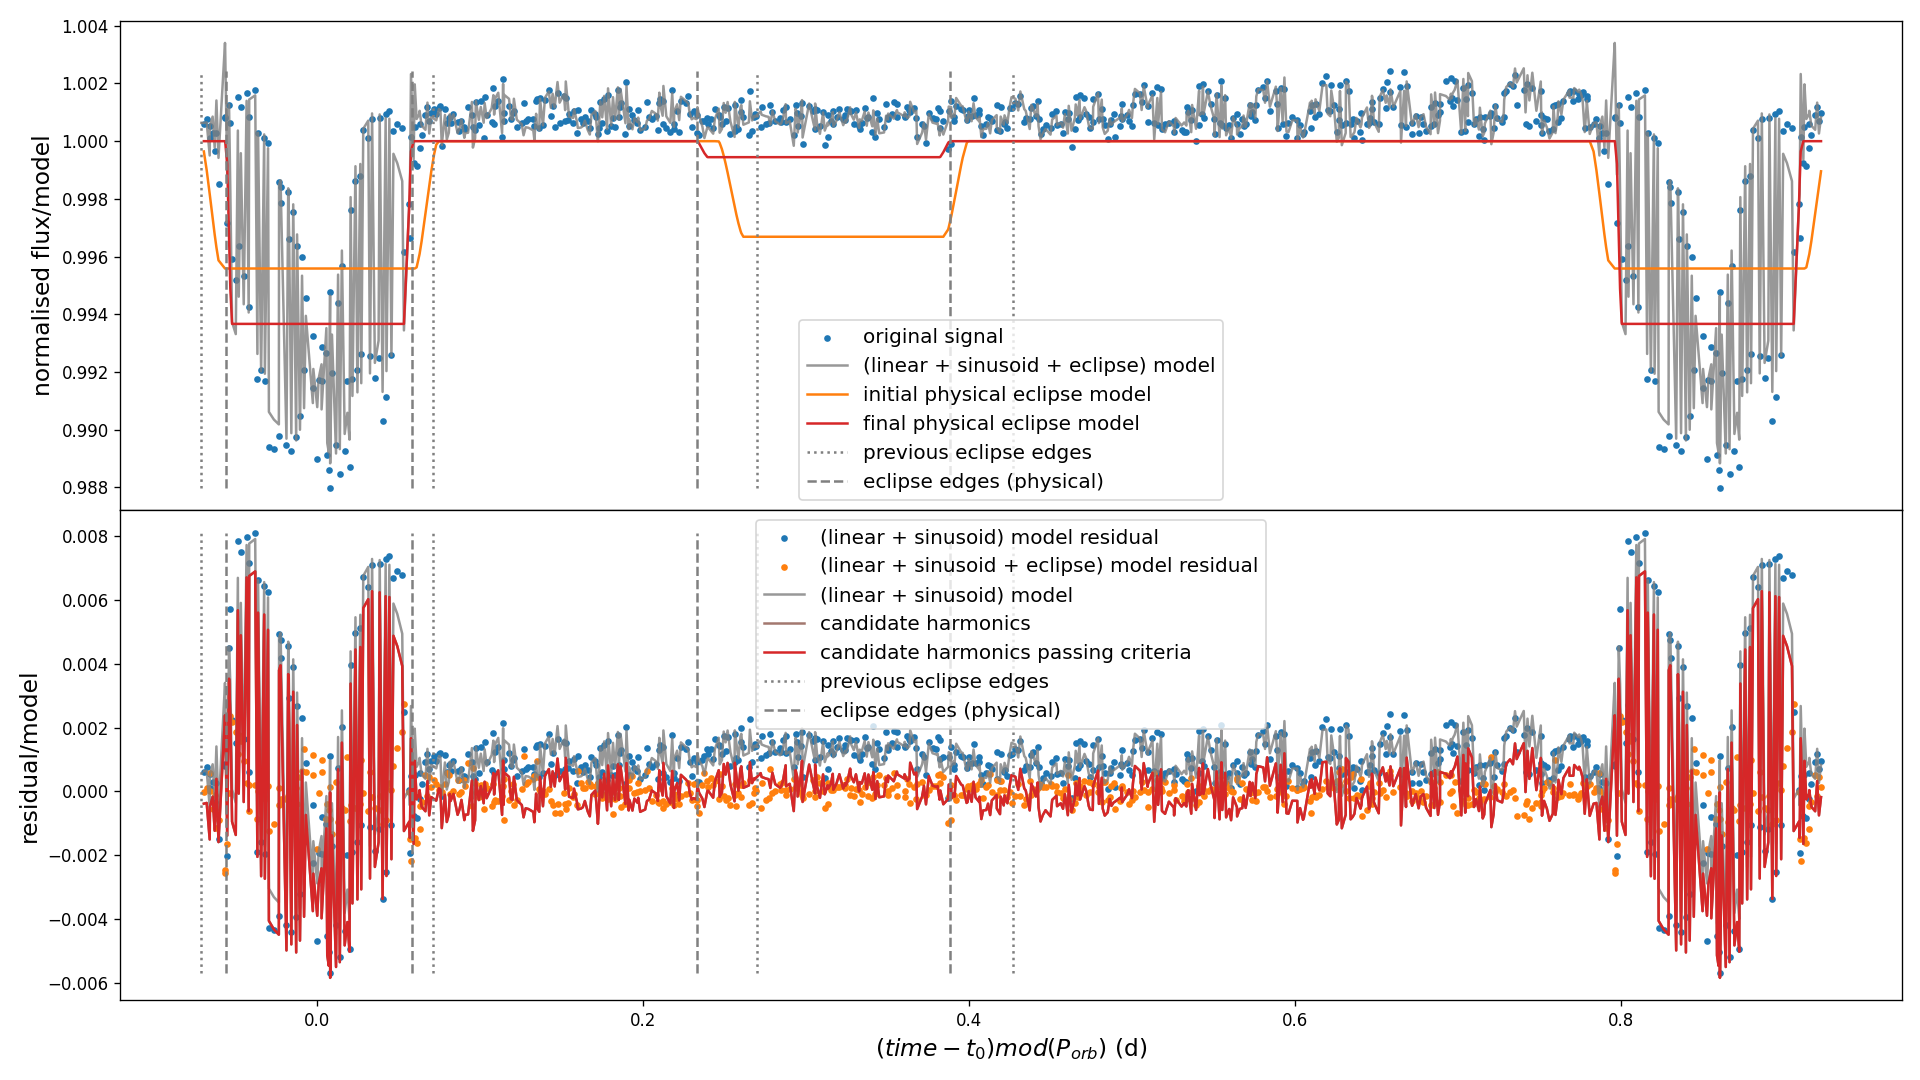 1.004
1.002
1.000
0.998
0.996
0.994
0.992
0.990
0.988
normalised flux/model
original signal
(linear + sinusoid + eclipse) model
initial physical eclipse model
final physical eclipse model
previous eclipse edges
eclipse edges (physical)
0.008
0.006
0.004
0.002
0.000
−0.002
−0.004
−0.006
residual/model
(linear + sinusoid) model residual
(linear + sinusoid + eclipse) model residual
(linear + sinusoid) model
candidate harmonics
candidate harmonics passing criteria
previous eclipse edges
eclipse edges (physical)
0.0 0.2 0.4 0.6 0.8
(time − t₀)mod(P_orb) (d)